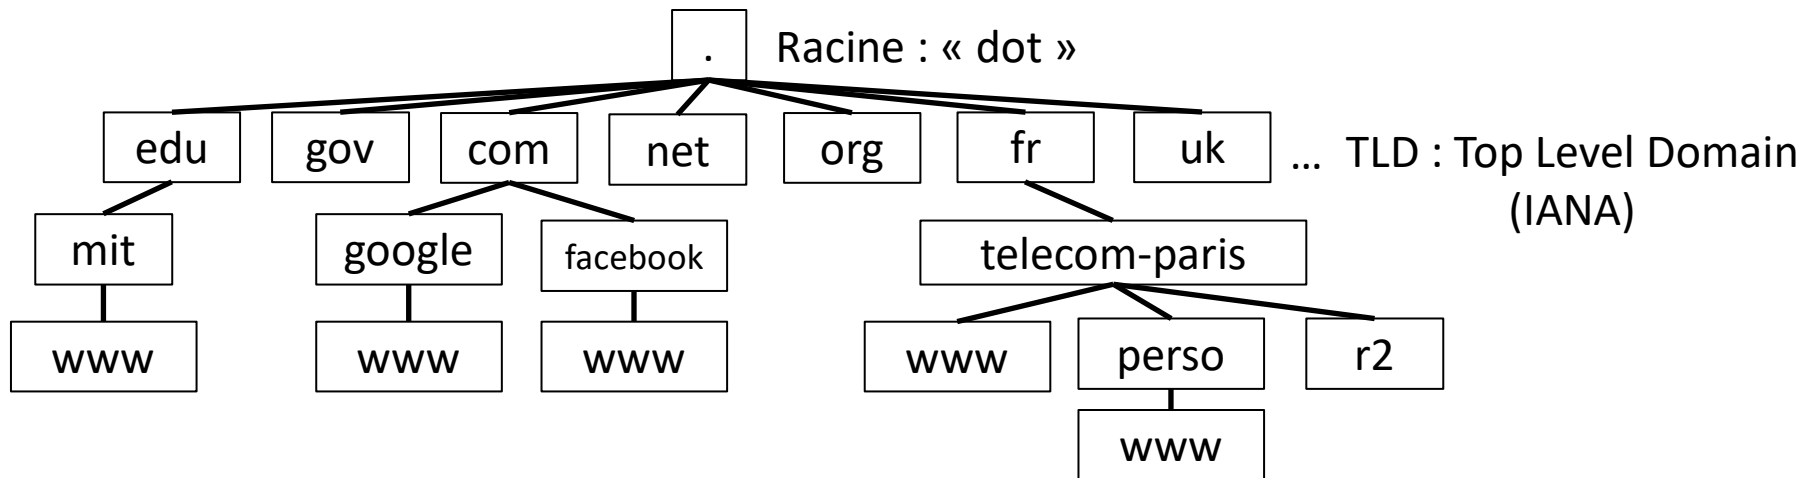 . Racine : « dot »
edu gov com net org fr uk ... TLD : Top Level Domain
(IANA)
mit google facebook telecom-paris
www www www www perso r2
www